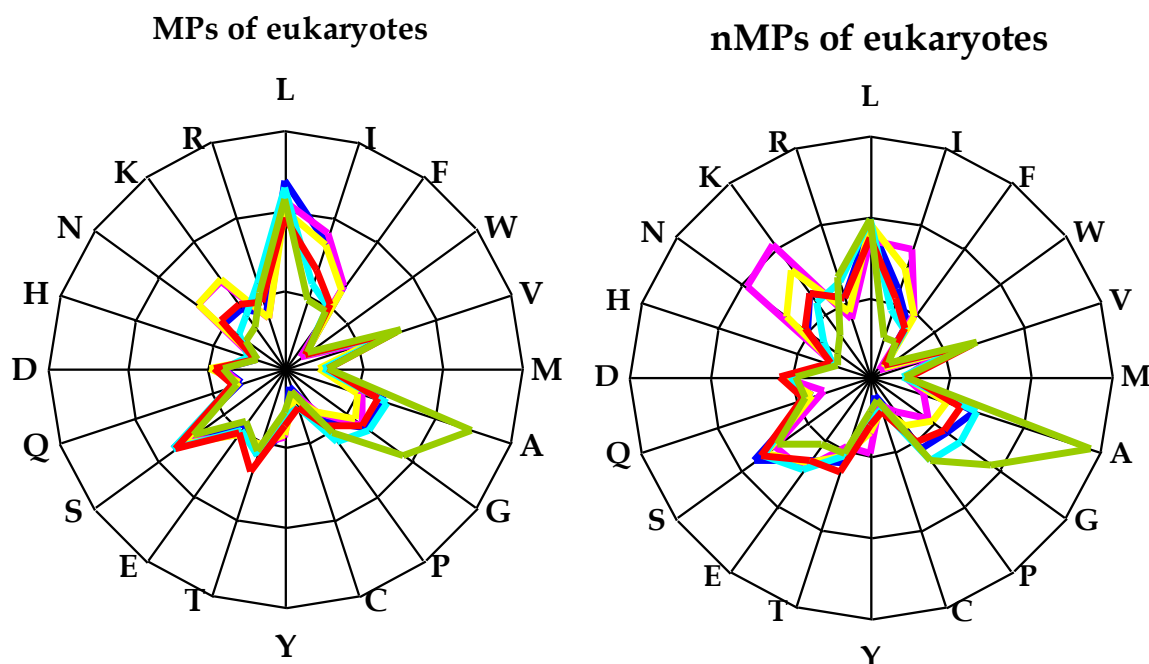 MPs of eukaryotes
L
I
F
W
V
M
A
G
P
C
Y
T
E
S
Q
D
H
N
K
R
nMPs of eukaryotes
L
I
F
W
V
M
A
G
P
C
Y
T
E
S
Q
D
H
N
K
R